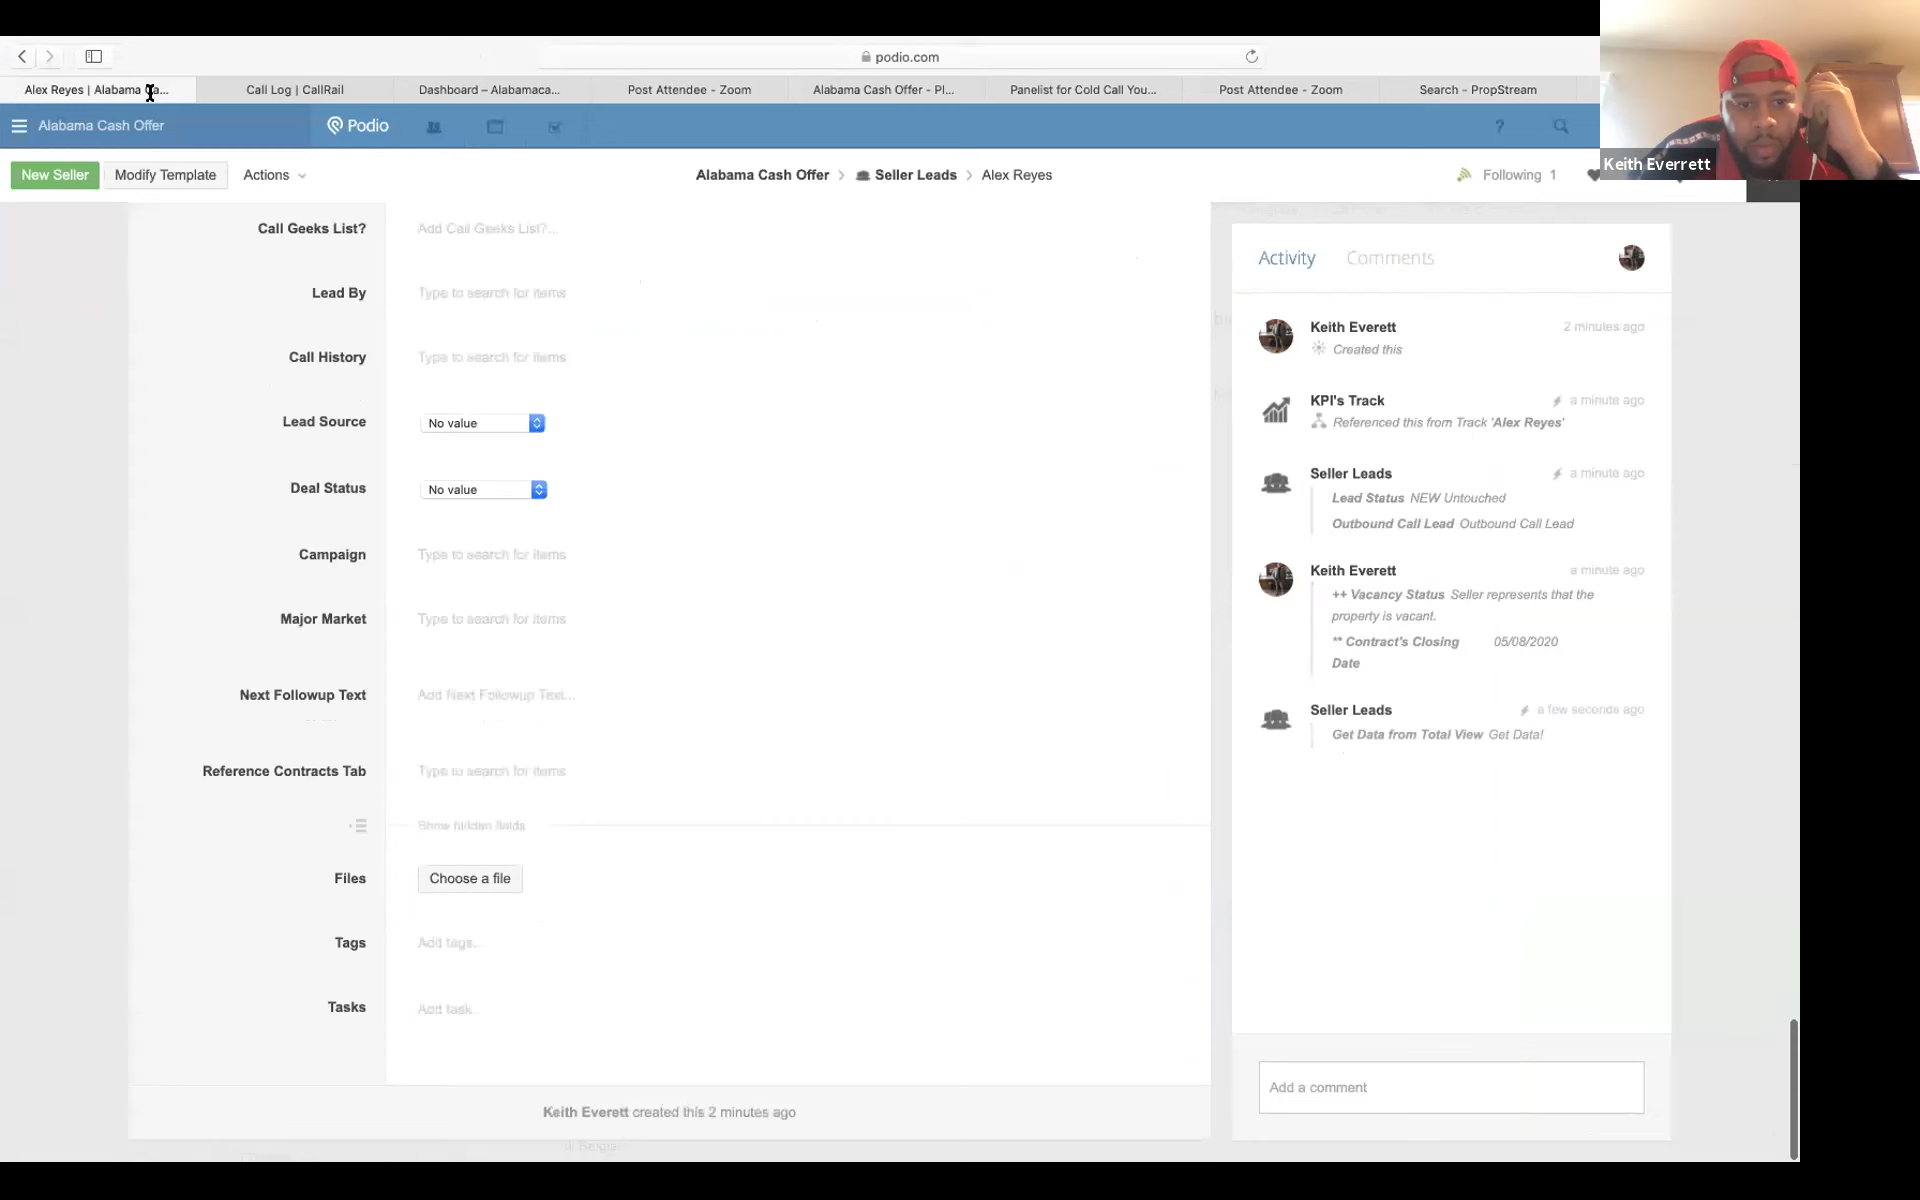 podio.com
Alex Reyes | Alabama Ca...
Call Log | CallRail
Dashboard – Alabamaca...
Post Attendee - Zoom
Alabama Cash Offer - Pl...
Panelist for Cold Call You...
Post Attendee - Zoom
Search - PropStream
Alabama Cash Offer
Podio
?
Keith Everrett
New Seller
Modify Template
Actions
Alabama Cash Offer > Seller Leads > Alex Reyes
Following 1
Call Geeks List?
Add Call Geeks List?...
Lead By
Type to search for items
Call History
Type to search for items
Lead Source
No value
Deal Status
No value
Campaign
Type to search for items
Major Market
Type to search for items
Next Followup Text
Add Next Followup Text...
Reference Contracts Tab
Type to search for items
Show hidden fields
Files
Choose a file
Tags
Add tags...
Tasks
Add task...
Keith Everett created this 2 minutes ago
Activity
Comments
Keith Everett
2 minutes ago
Created this
KPI's Track
a minute ago
Referenced this from Track 'Alex Reyes'
Seller Leads
a minute ago
Lead Status NEW Untouched
Outbound Call Lead Outbound Call Lead
Keith Everett
a minute ago
++ Vacancy Status Seller represents that the
property is vacant.
** Contract's Closing 05/08/2020
Date
Seller Leads
a few seconds ago
Get Data from Total View Get Data!
Add a comment